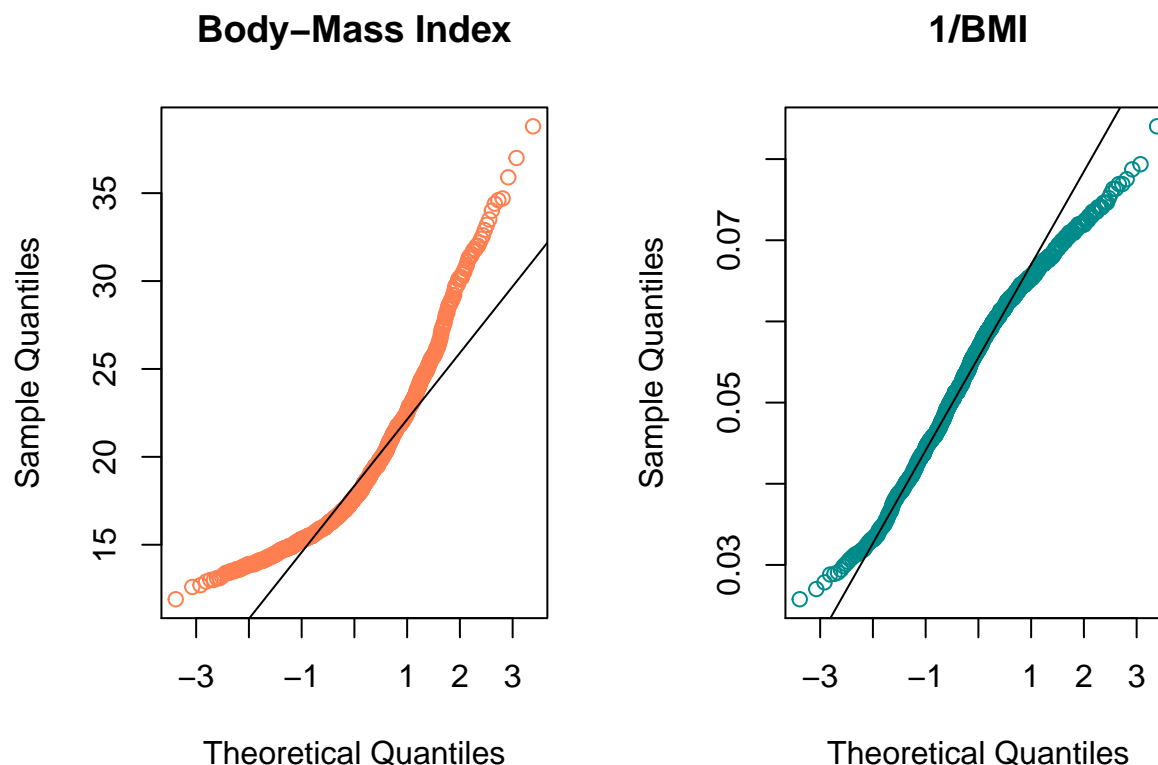 Body−Mass Index
Sample Quantiles
35
30
25
20
15
−3 −1 1 2 3
Theoretical Quantiles
1/BMI
Sample Quantiles
0.07
0.05
0.03
−3 −1 1 2 3
Theoretical Quantiles